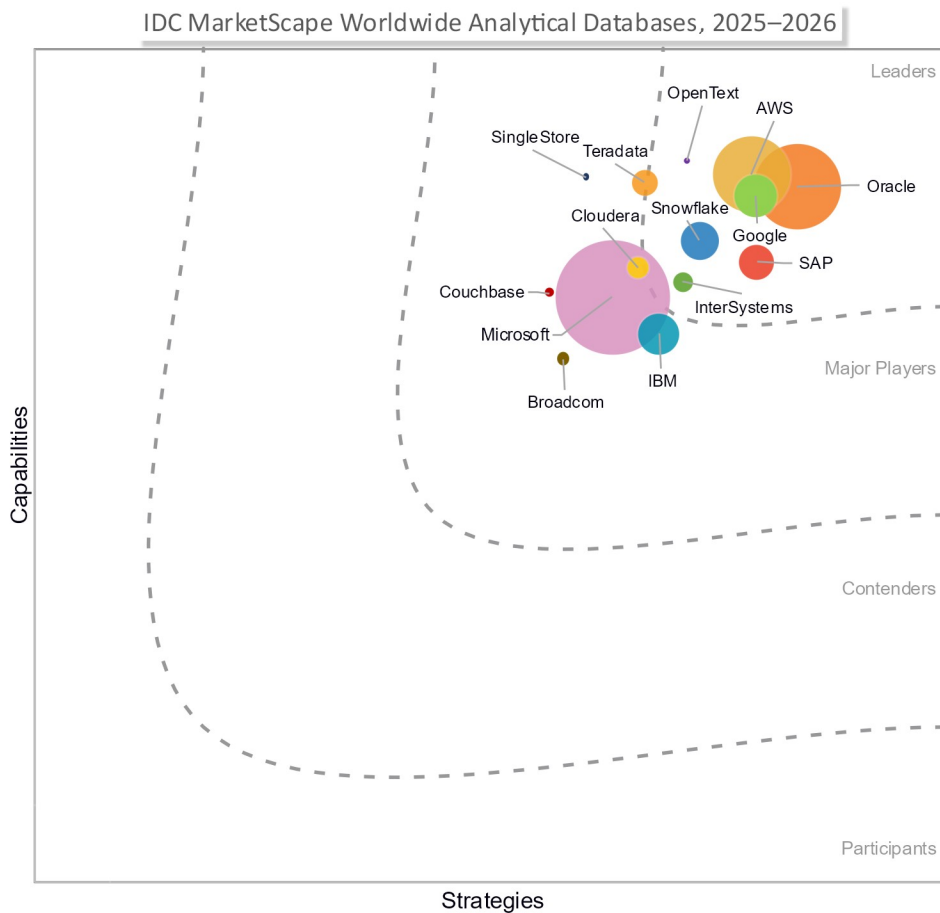 IDC MarketScape Worldwide Analytical Databases, 2025–2026
Leaders
OpenText
AWS
SingleStore
Teradata
Oracle
Snowflake
Cloudera
Google
SAP
Couchbase
InterSystems
Microsoft
Major Players
IBM
Broadcom
Capabilities
Contenders
Participants
Strategies